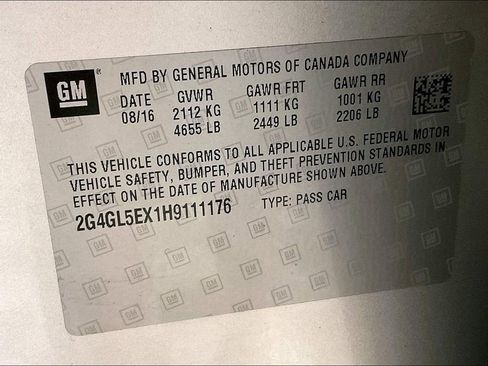 GM
MFD BY GENERAL MOTORS OF CANADA COMPANY
DATE GVWR GAWR FRT GAWR RR
08/16 2112 KG 1111 KG 1001 KG
4655 LB 2449 LB 2206 LB
THIS VEHICLE CONFORMS TO ALL APPLICABLE U.S. FEDERAL MOTOR
VEHICLE SAFETY, BUMPER, AND THEFT PREVENTION STANDARDS IN
EFFECT ON THE DATE OF MANUFACTURE SHOWN ABOVE.
2G4GL5EX1H9111176 TYPE: PASS CAR